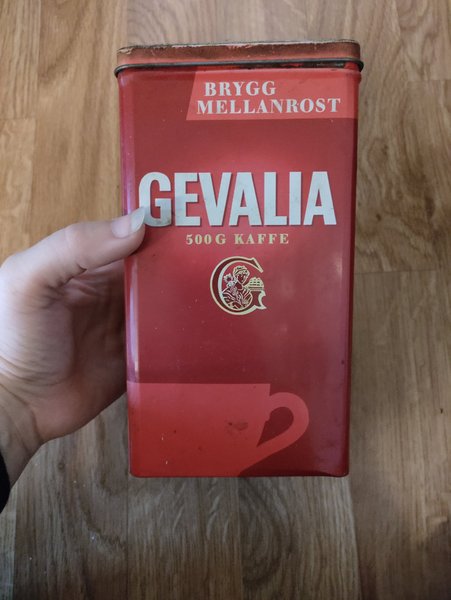 BRYGG
MELLANROST
GEVALIA
500G KAFFE
G